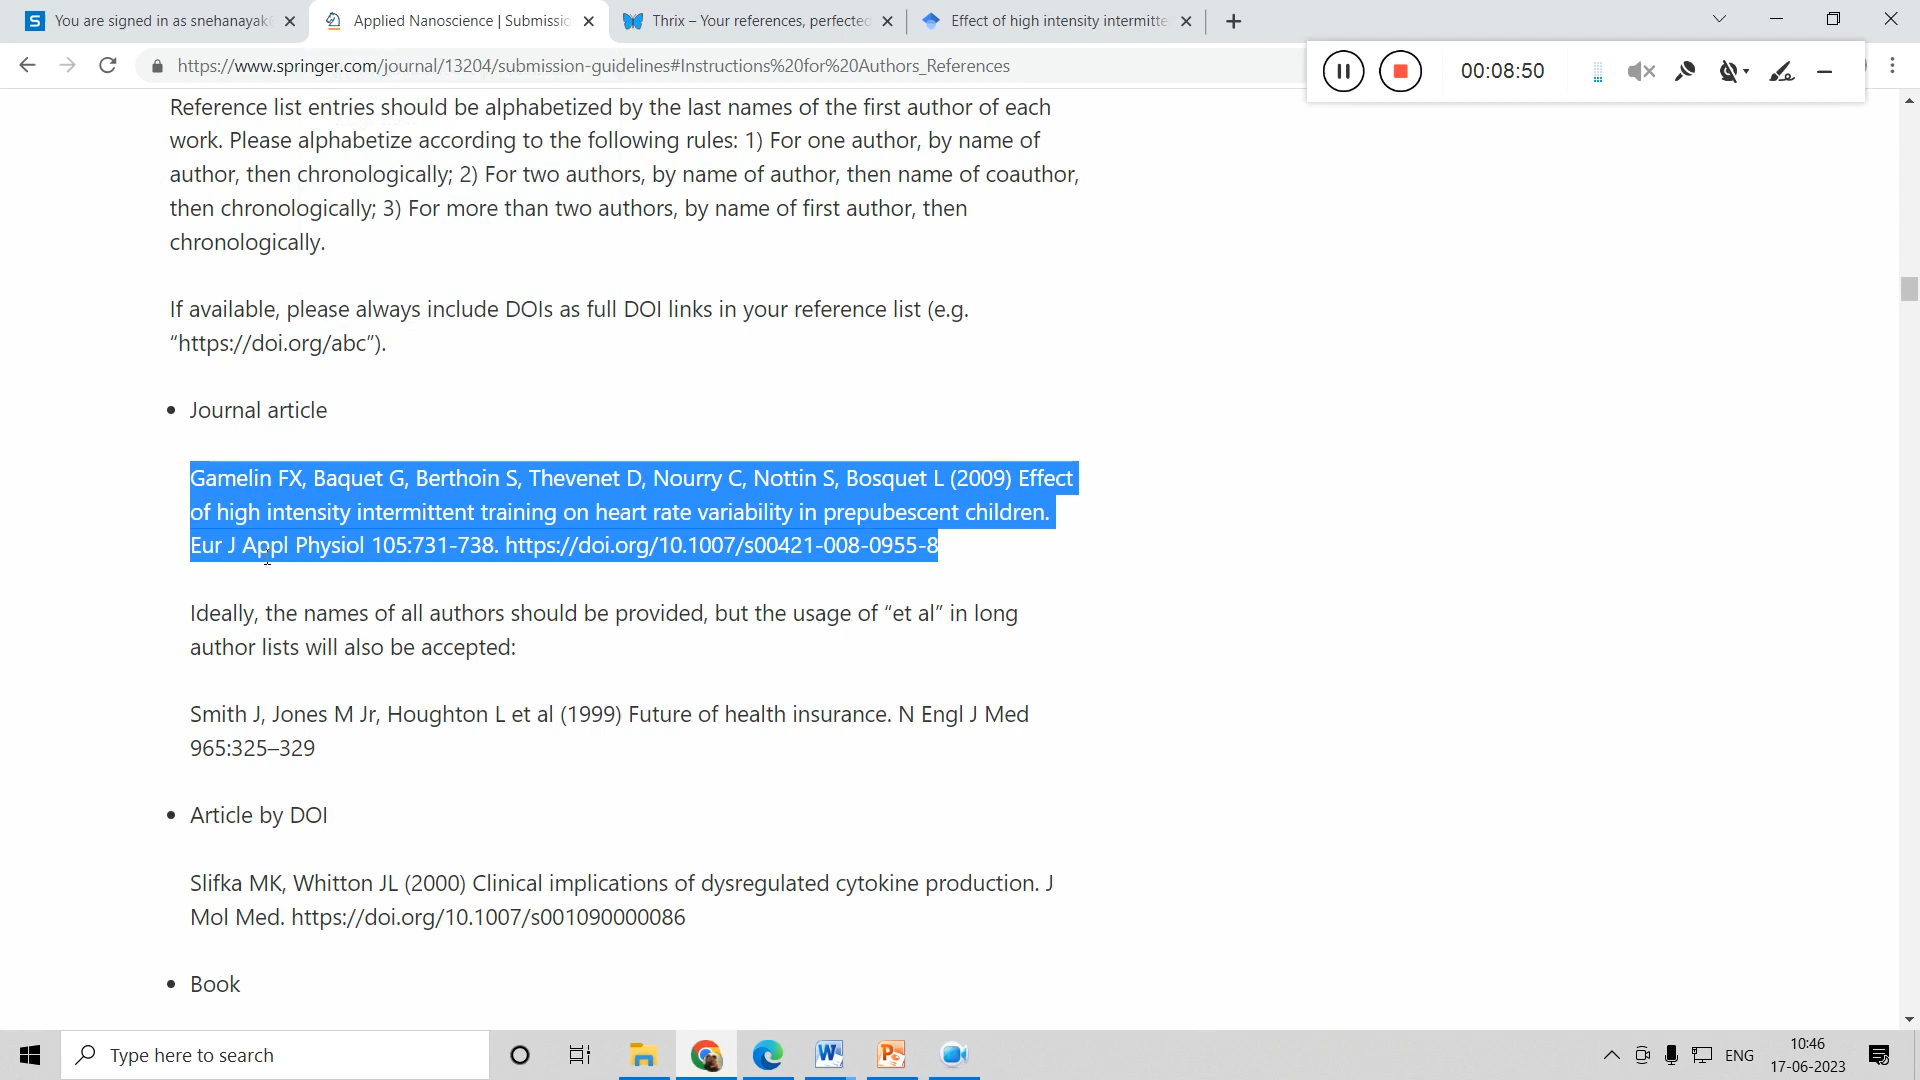 You are signed in as snehanayak
Applied Nanoscience | Submissio
Thrix – Your references, perfected
Effect of high intensity intermitte
https://www.springer.com/journal/13204/submission-guidelines#Instructions%20for%20Authors_References
00:08:50
Reference list entries should be alphabetized by the last names of the first author of each
work. Please alphabetize according to the following rules: 1) For one author, by name of
author, then chronologically; 2) For two authors, by name of author, then name of coauthor,
then chronologically; 3) For more than two authors, by name of first author, then
chronologically.
If available, please always include DOIs as full DOI links in your reference list (e.g.
“https://doi.org/abc”).
• Journal article
Gamelin FX, Baquet G, Berthoin S, Thevenet D, Nourry C, Nottin S, Bosquet L (2009) Effect
of high intensity intermittent training on heart rate variability in prepubescent children.
Eur J Appl Physiol 105:731-738. https://doi.org/10.1007/s00421-008-0955-8
Ideally, the names of all authors should be provided, but the usage of “et al” in long
author lists will also be accepted:
Smith J, Jones M Jr, Houghton L et al (1999) Future of health insurance. N Engl J Med
965:325–329
• Article by DOI
Slifka MK, Whitton JL (2000) Clinical implications of dysregulated cytokine production. J
Mol Med. https://doi.org/10.1007/s001090000086
• Book
Type here to search
ENG
10:46
17-06-2023